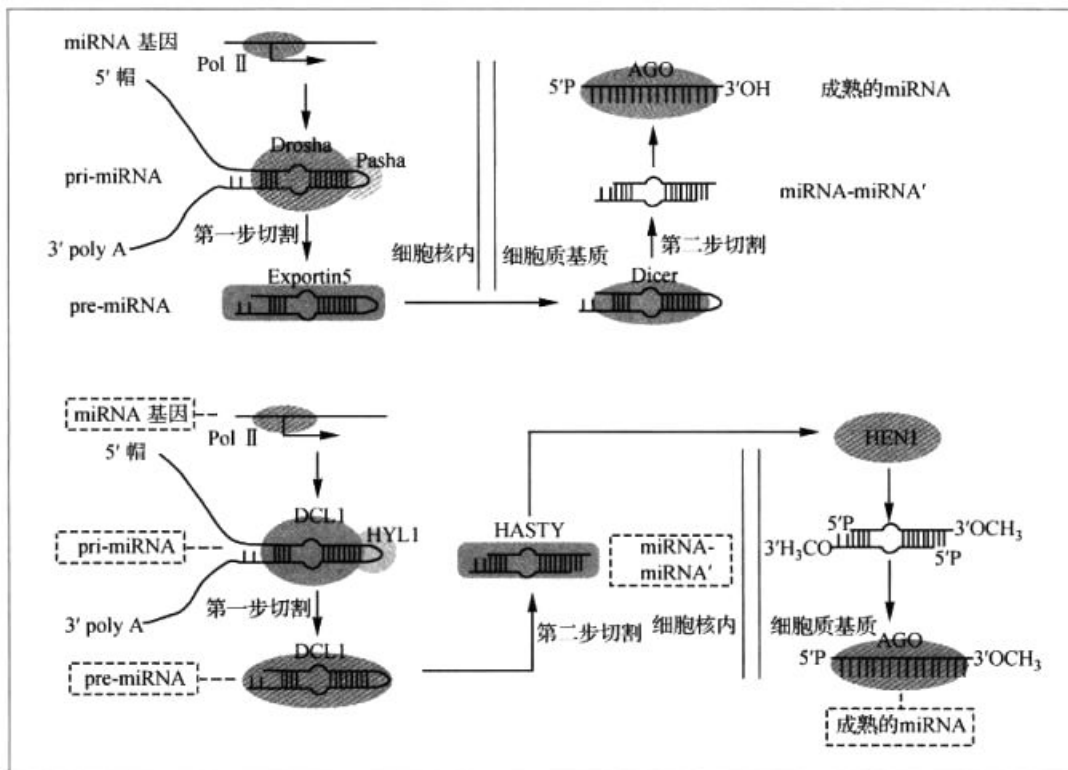 miRNA 基因
Pol II
5′ 帽
Drosha
Pasha
pri-miRNA
3′ poly A
第一步切割
Exportin5
pre-miRNA
细胞核内
细胞质基质
AGO
5′P
3′OH
成熟的miRNA
miRNA-miRNA′
第二步切割
Dicer
miRNA 基因
Pol II
5′ 帽
DCL1
HYL1
pri-miRNA
3′ poly A
第一步切割
DCL1
pre-miRNA
HASTY
miRNA-
miRNA′
第二步切割
细胞核内
细胞质基质
HEN1
5′P
3′OCH₃
3′H₃CO
5′P
AGO
5′P
3′OCH₃
成熟的miRNA